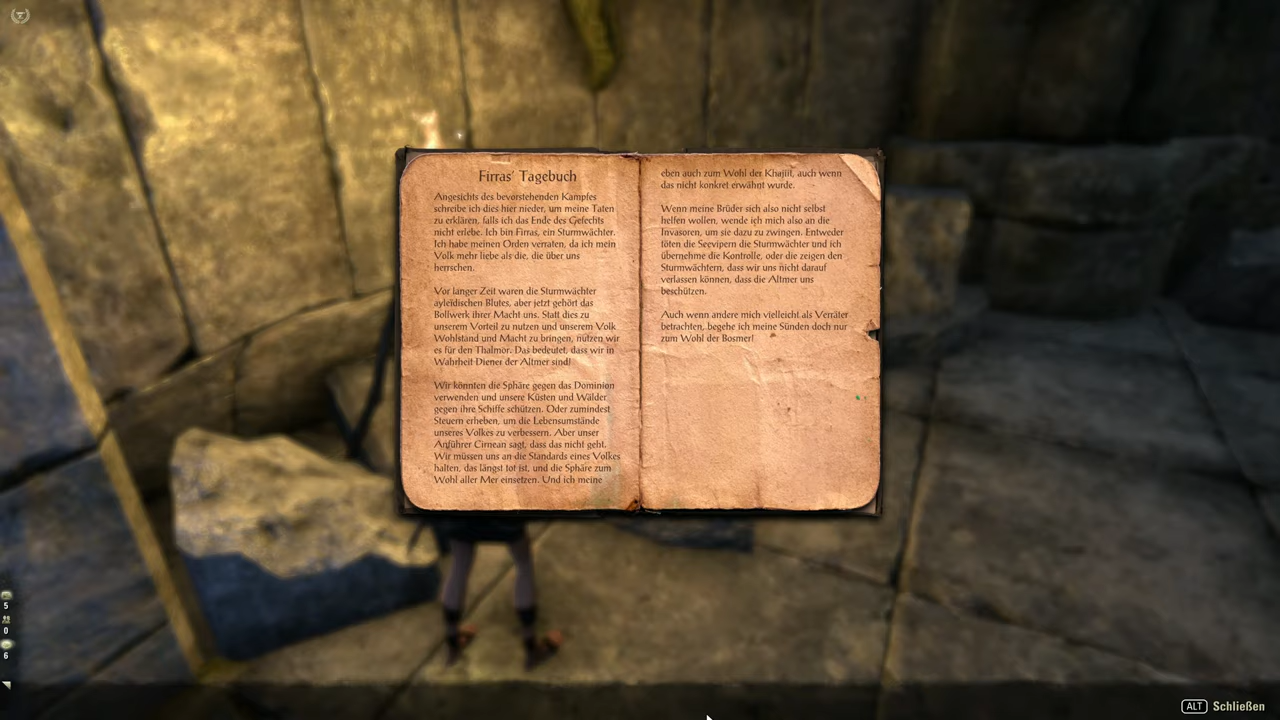 Firras' Tagebuch
Angesichts des bevorstehenden Kampfes
schreibe ich dies hier nieder, um meine Taten
zu erklären, falls ich das Ende des Gefechts
nicht erlebe. Ich bin Firras, ein Sturmwächter.
Ich habe meinen Orden verraten, da ich mein
Volk mehr liebe als die, die über uns
herrschen.
Vor langer Zeit waren die Sturmwächter
ayleïdischen Blutes, aber jetzt gehört das
Bollwerk ihrer Macht uns. Statt dies zu
unserem Vorteil zu nutzen und unserem Volk
Wohlstand und Macht zu bringen, nutzen wir
es für den Thalmor. Das bedeutet, dass wir in
Wahrheit Diener der Altmer sind!
Wir könnten die Sphäre gegen das Dominion
verwenden und unsere Küsten und Wälder
gegen ihre Schiffe schützen. Oder zumindest
Steuern erheben, um die Lebensumstände
unseres Volkes zu verbessern. Aber unser
Anführer Cirnean sagt, dass das nicht geht.
Wir müssen uns an die Standards eines Volkes
halten, das längst tot ist, und die Sphäre zum
Wohl aller Mer einsetzen. Und ich meine
eben auch zum Wohl der Khajiit, auch wenn
das nicht konkret erwähnt wurde.
Wenn meine Brüder sich also nicht selbst
helfen wollen, wende ich mich also an die
Invasoren, um sie dazu zu zwingen. Entweder
töten die Seevipern die Sturmwächter und ich
übernehme die Kontrolle, oder die zeigen den
Sturmwächtern, dass wir uns nicht darauf
verlassen können, dass die Altmer uns
beschützen.
Auch wenn andere mich vielleicht als Verräter
betrachten, begehe ich meine Sünden doch nur
zum Wohl der Bosmer!
5
0
6
ALT Schließen